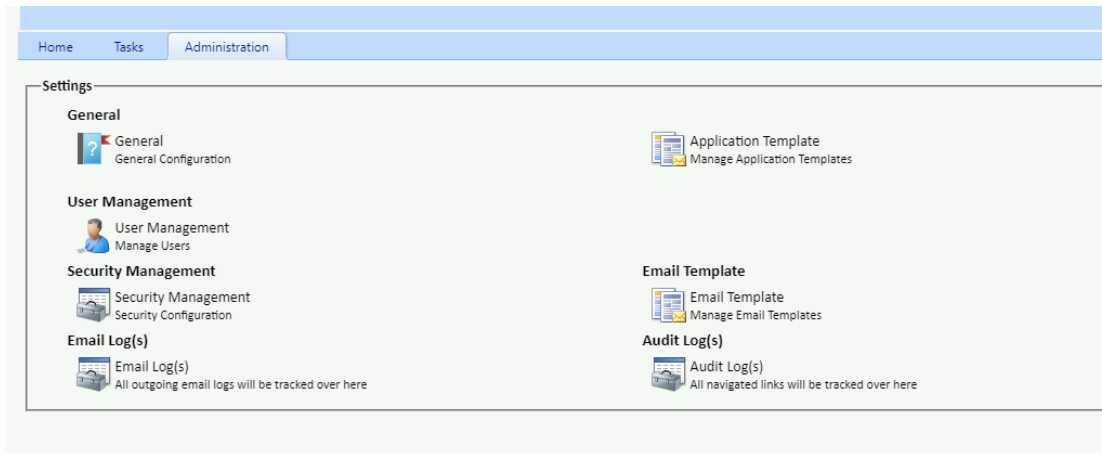 Home Tasks Administration
Settings
General
General
General Configuration
Application Template
Manage Application Templates
User Management
User Management
Manage Users
Security Management
Security Management
Security Configuration
Email Template
Email Template
Manage Email Templates
Email Log(s)
Email Log(s)
All outgoing email logs will be tracked over here
Audit Log(s)
Audit Log(s)
All navigated links will be tracked over here